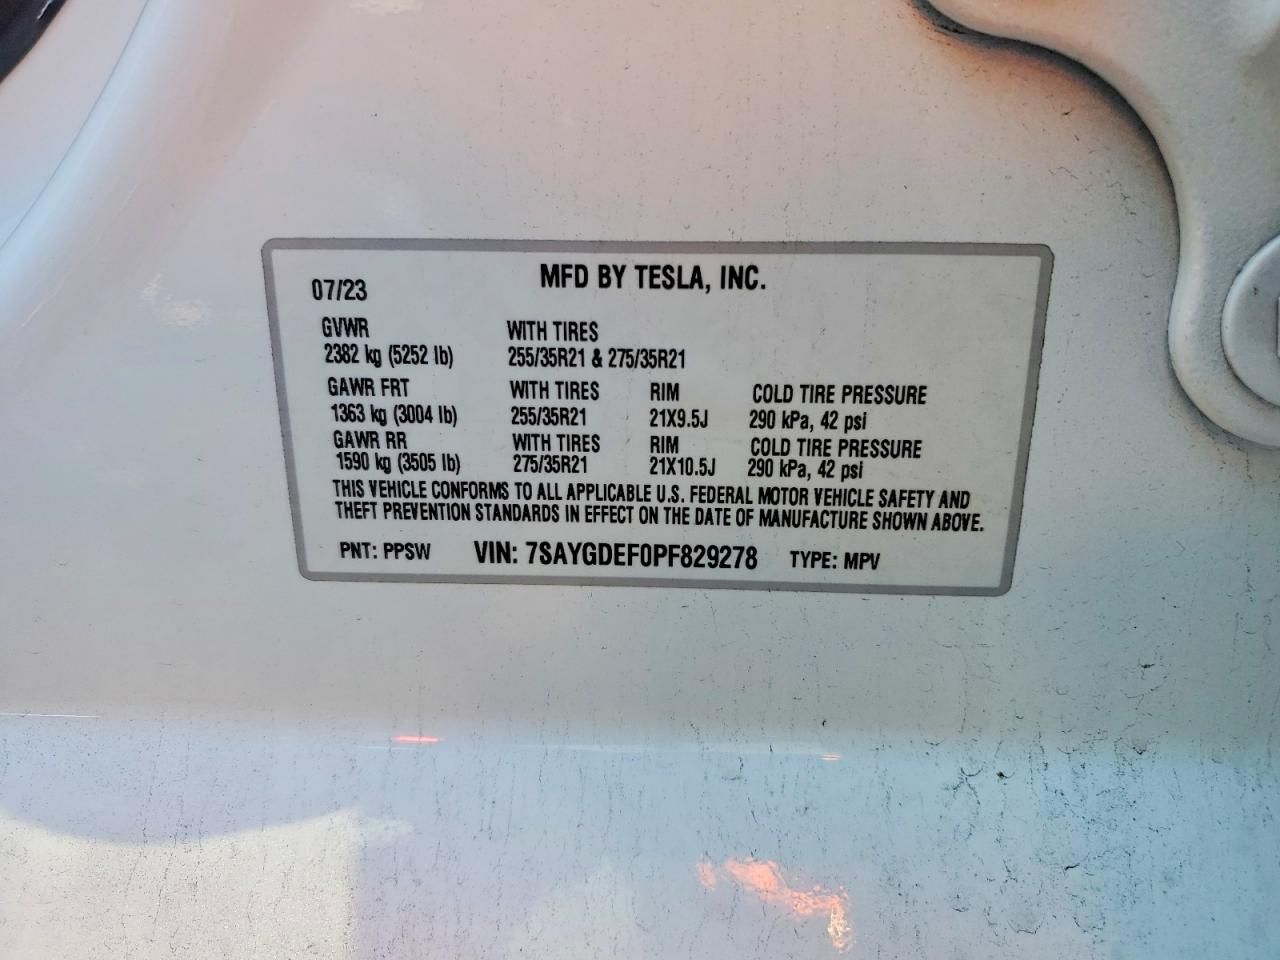 MFD BY TESLA, INC.
07/23
GVWR WITH TIRES
2382 kg (5252 lb) 255/35R21 & 275/35R21
GAWR FRT WITH TIRES RIM COLD TIRE PRESSURE
1363 kg (3004 lb) 255/35R21 21X9.5J 290 kPa, 42 psi
GAWR RR WITH TIRES RIM COLD TIRE PRESSURE
1590 kg (3505 lb) 275/35R21 21X10.5J 290 kPa, 42 psi
THIS VEHICLE CONFORMS TO ALL APPLICABLE U.S. FEDERAL MOTOR VEHICLE SAFETY AND
THEFT PREVENTION STANDARDS IN EFFECT ON THE DATE OF MANUFACTURE SHOWN ABOVE.
PNT: PPSW VIN: 7SAYGDEF0PF829278 TYPE: MPV